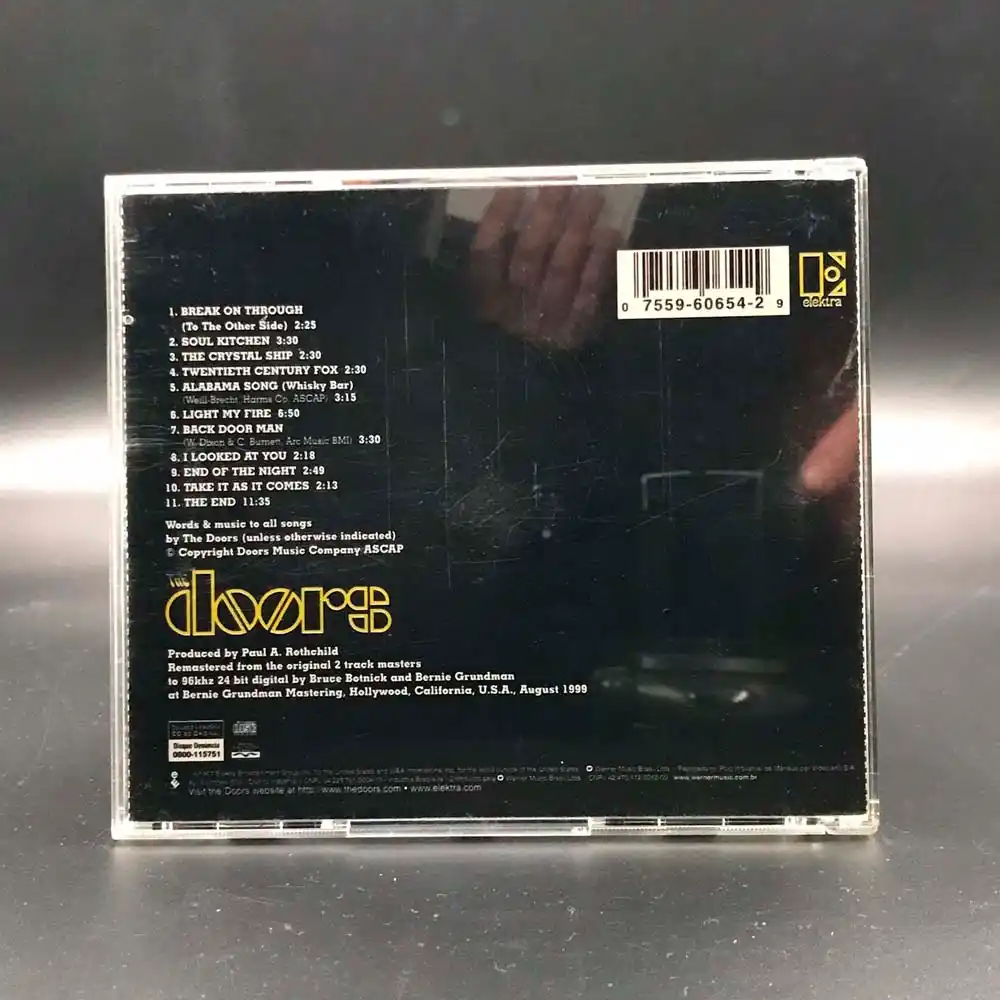 0 7559-60654-2 9
elektra
1. BREAK ON THROUGH
(To The Other Side) 2:25
2. SOUL KITCHEN 3:30
3. THE CRYSTAL SHIP 2:30
4. TWENTIETH CENTURY FOX 2:30
5. ALABAMA SONG (Whisky Bar)
(Weill-Brecht, Harms Co. ASCAP) 3:15
6. LIGHT MY FIRE 6:50
7. BACK DOOR MAN
(W. Dixon & C. Burnett, Arc Music BMI) 3:30
8. I LOOKED AT YOU 2:18
9. END OF THE NIGHT 2:49
10. TAKE IT AS IT COMES 2:13
11. THE END 11:35
Words & music to all songs
by The Doors (unless otherwise indicated)
© Copyright Doors Music Company ASCAP
THE
doors
Produced by Paul A. Rothchild
Remastered from the original 2 track masters
to 96khz 24 bit digital by Bruce Botnick and Bernie Grundman
at Bernie Grundman Mastering, Hollywood, California, U.S.A., August 1999
Disque Denúncia
0800-115751
Warner Music Brasil Ltda. www.warnermusic.com.br
Visit the Doors website at http://www.thedoors.com • www.elektra.com